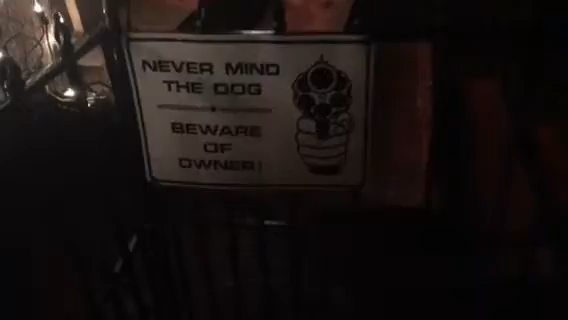 NEVER MIND
THE DOG
BEWARE
OF
OWNER!